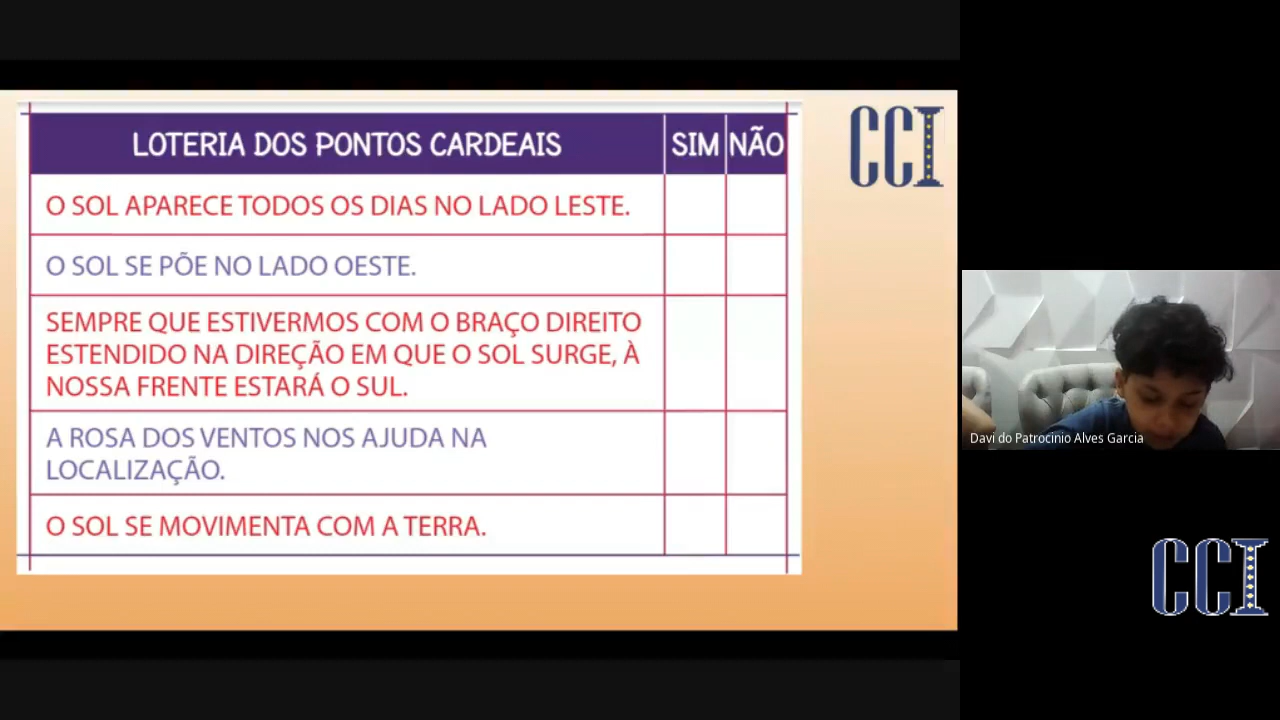 LOTERIA DOS PONTOS CARDEAIS SIM NÃO
O SOL APARECE TODOS OS DIAS NO LADO LESTE.
O SOL SE PÕE NO LADO OESTE.
SEMPRE QUE ESTIVERMOS COM O BRAÇO DIREITO
ESTENDIDO NA DIREÇÃO EM QUE O SOL SURGE, À
NOSSA FRENTE ESTARÁ O SUL.
A ROSA DOS VENTOS NOS AJUDA NA
LOCALIZAÇÃO.
O SOL SE MOVIMENTA COM A TERRA.
CCI
Davi do Patrocinio Alves Garcia
CCI